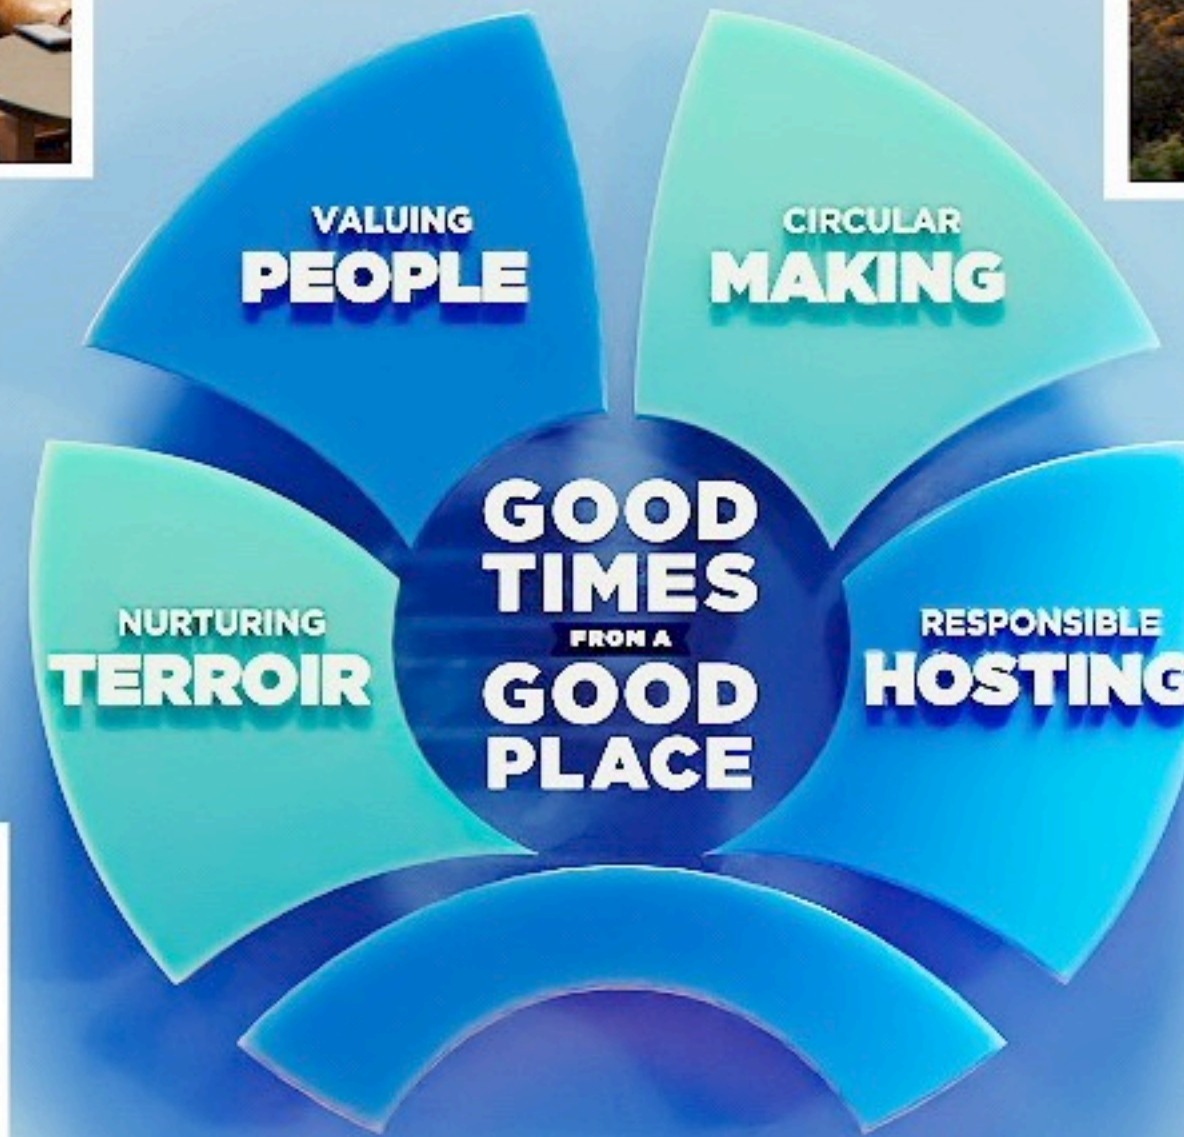 VALUING
PEOPLE
CIRCULAR
MAKING
NURTURING
TERROIR
GOOD
TIMES
FROM A
GOOD
PLACE
RESPONSIBLE
HOSTING